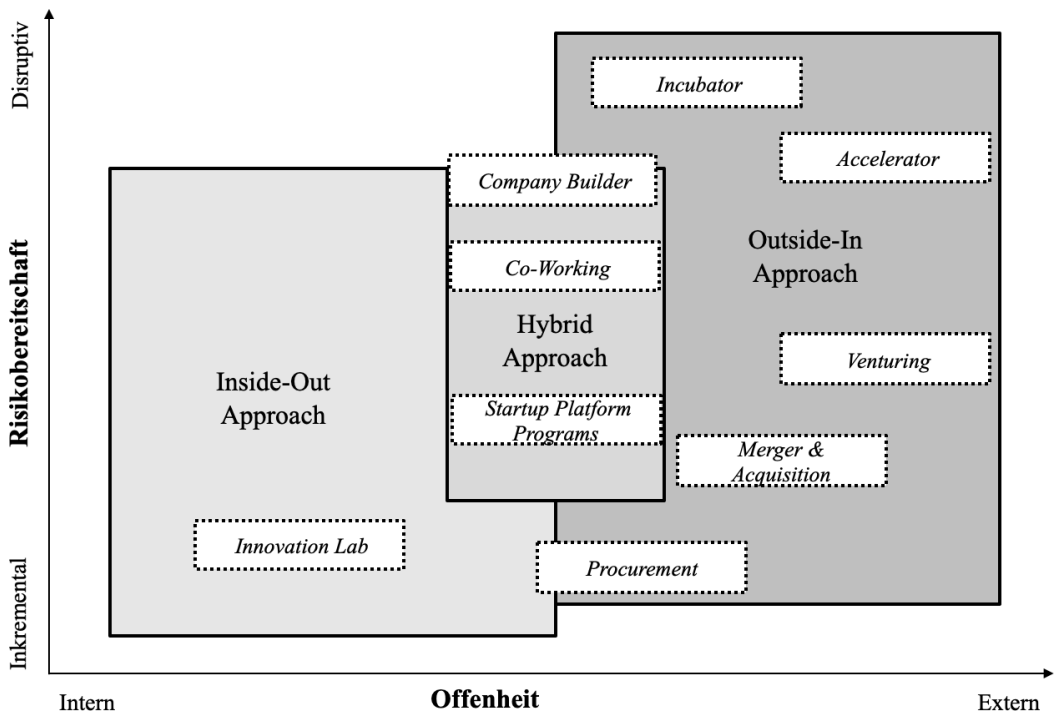 Disruptiv
Incubator
Accelerator
Company Builder
Outside-In
Approach
Co-Working
Risikobereitschaft
Hybrid
Approach
Venturing
Inside-Out
Approach
Startup Platform
Programs
Merger &
Acquisition
Innovation Lab
Procurement
Inkremental
Intern
Offenheit
Extern